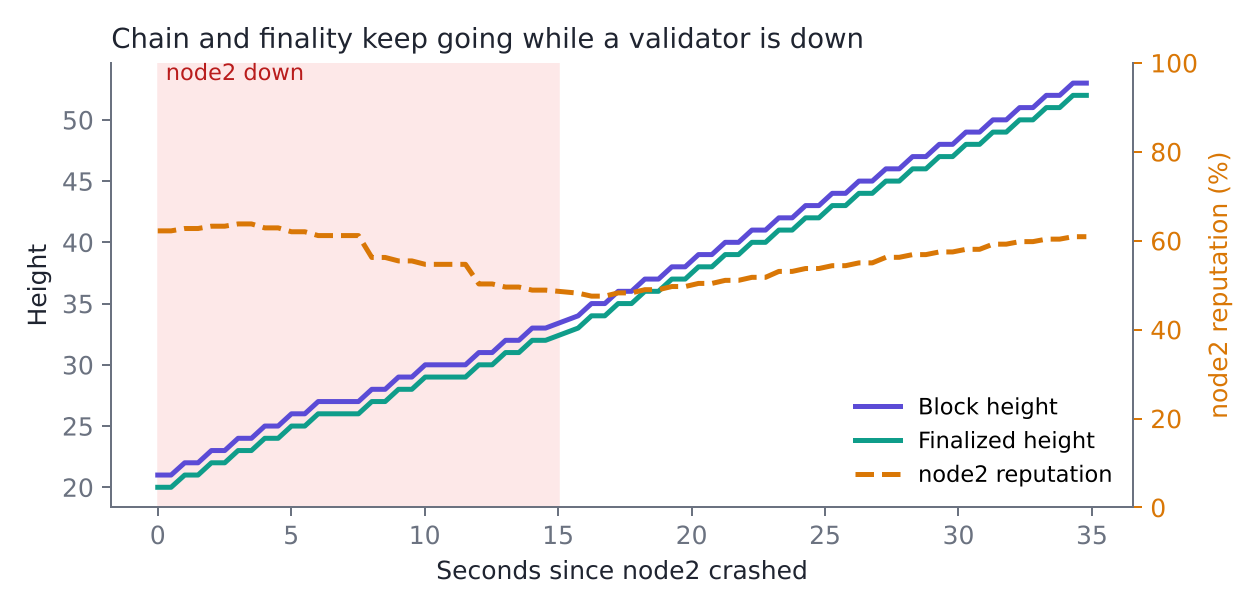 Chain and finality keep going while a validator is down
node2 down
Height
50
45
40
35
30
25
20
100
80
60
40
20
0
node2 reputation (%)
Block height
Finalized height
node2 reputation
0 5 10 15 20 25 30 35
Seconds since node2 crashed